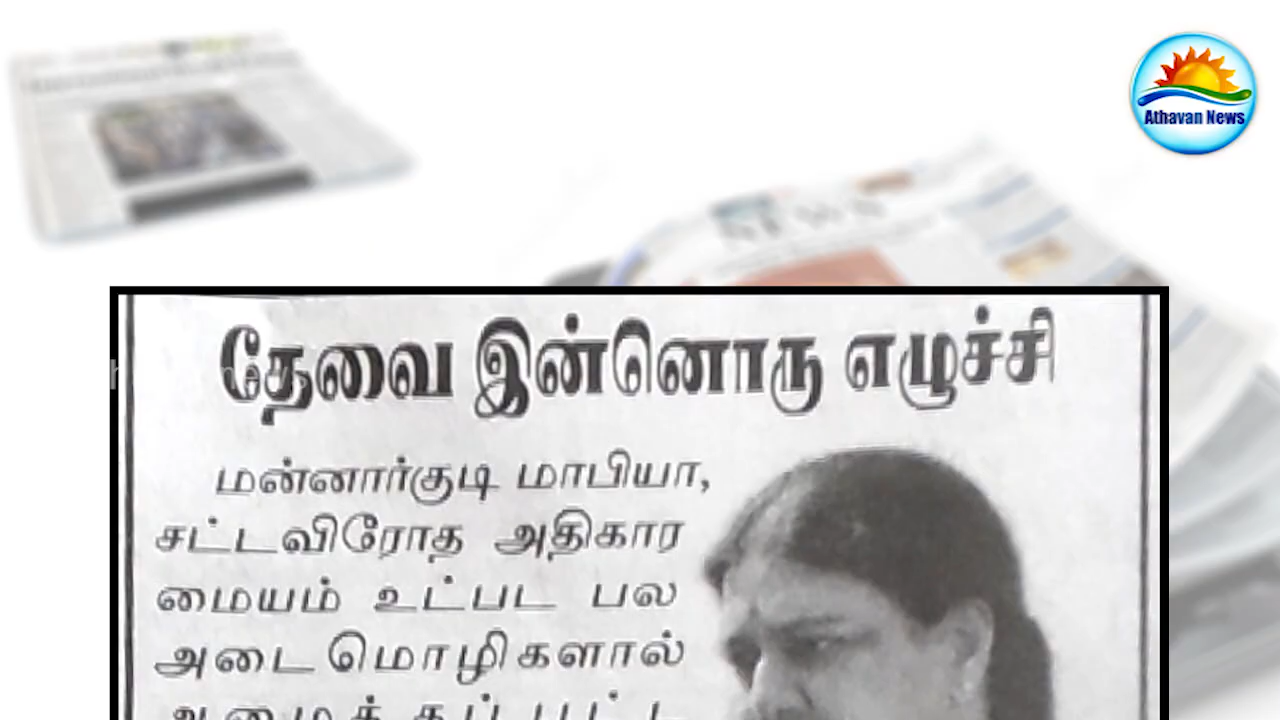 Athavan News
தேவை இன்னொரு எழுச்சி
மன்னார்குடி மாபியா,
சட்டவிரோத அதிகார
மையம் உட்பட பல
அடைமொழிகளால்